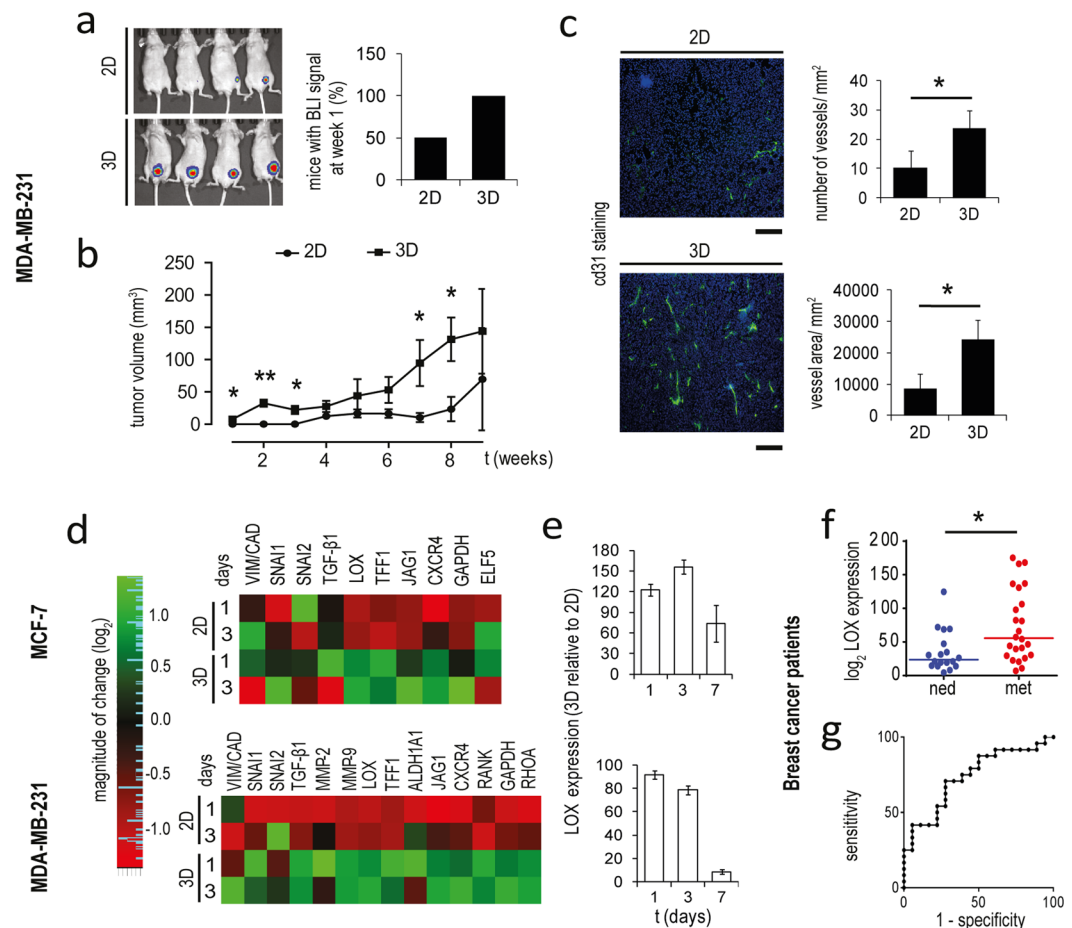 a
2D
3D
MDA-MB-231
mice with BLI signal
at week 1 (%)
150
100
50
0
2D 3D
b
2D 3D
tumor volume (mm³)
250
200
150
100
50
0
* ** * * *
2 4 6 8 t (weeks)
c
2D
3D
cd31 staining
number of vessels/ mm²
40
30
20
10
0
*
2D 3D
vessel area/ mm²
40000
30000
20000
10000
0
*
2D 3D
d
MCF-7
MDA-MB-231
magnitude of change (log₂)
1.0
0.5
0.0
-0.5
-1.0
days VIM/CAD SNAI1 SNAI2 TGF-β1 LOX TFF1 JAG1 CXCR4 GAPDH ELF5
2D 1
3
3D 1
3
days VIM/CAD SNAI1 SNAI2 TGF-β1 MMP-2 MMP-9 LOX TFF1 ALDH1A1 JAG1 CXCR4 RANK GAPDH RHOA
2D 1
3
3D 1
3
e
LOX expression (3D relative to 2D)
180
150
120
90
60
30
0
1 3 7
100
80
60
40
20
0
1 3 7
t (days)
Breast cancer patients
f
log₂ LOX expression
200
150
100
50
0
*
ned met
g
sensitivity
100
50
0 50 100
1 - specificity